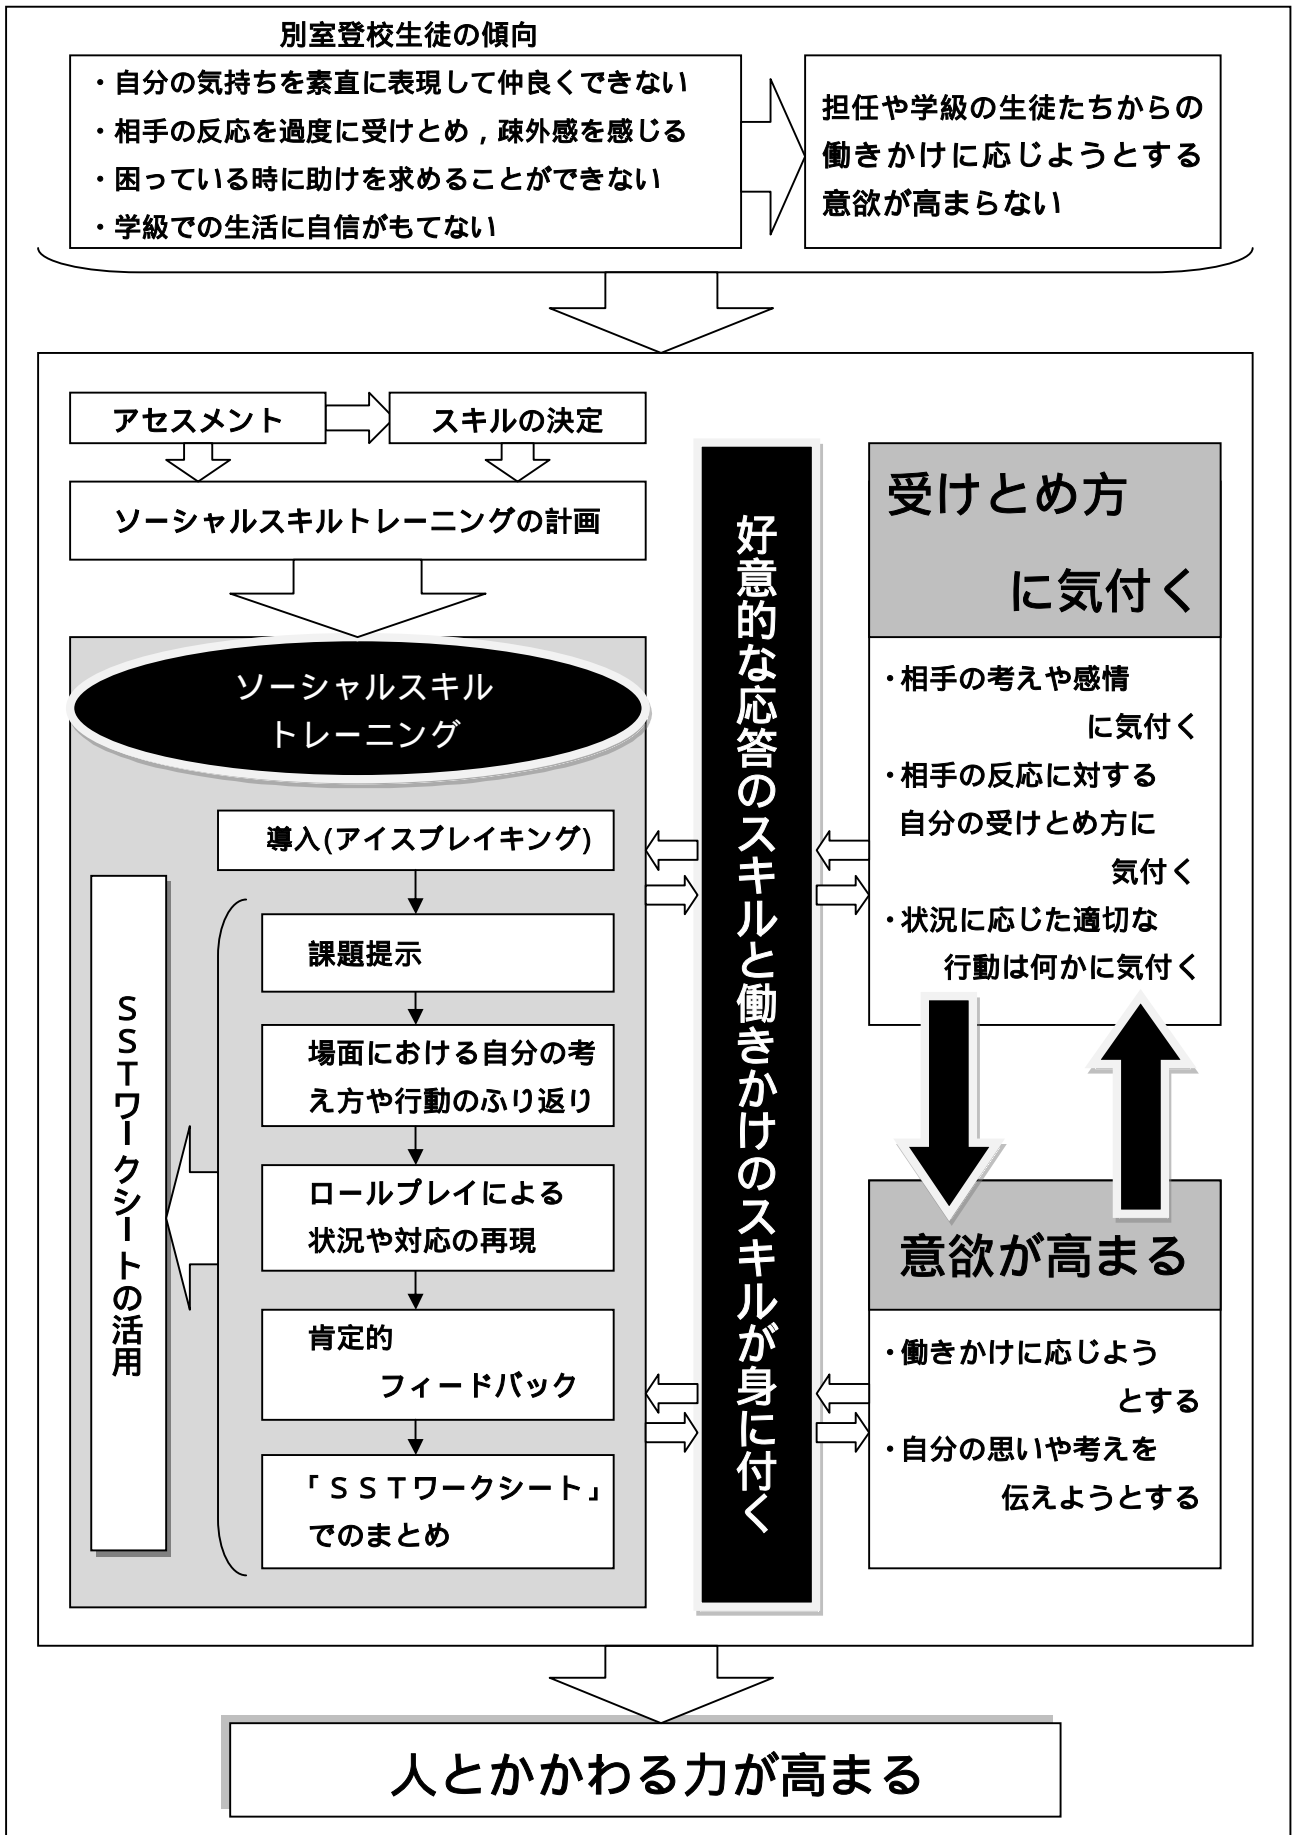 別室登校生徒の傾向
・自分の気持ちを素直に表現して仲良くできない
・相手の反応を過度に受けとめ，疎外感を感じる
・困っている時に助けを求めることができない
・学級での生活に自信がもてない
担任や学級の生徒たちからの
働きかけに応じようとする
意欲が高まらない
アセスメント
スキルの決定
ソーシャルスキルトレーニングの計画
ソーシャルスキル
トレーニング
導入(アイスブレイキング)
課題提示
場面における自分の考
え方や行動のふり返り
ロールプレイによる
状況や対応の再現
肯定的
フィードバック
「ＳＳＴワークシート」
でのまとめ
ＳＳＴワークシートの活用
好意的な応答のスキルと働きかけのスキルが身に付く
受けとめ方
に気付く
・相手の考えや感情
に気付く
・相手の反応に対する
自分の受けとめ方に
気付く
・状況に応じた適切な
行動は何かに気付く
意欲が高まる
・働きかけに応じよう
とする
・自分の思いや考えを
伝えようとする
人とかかわる力が高まる